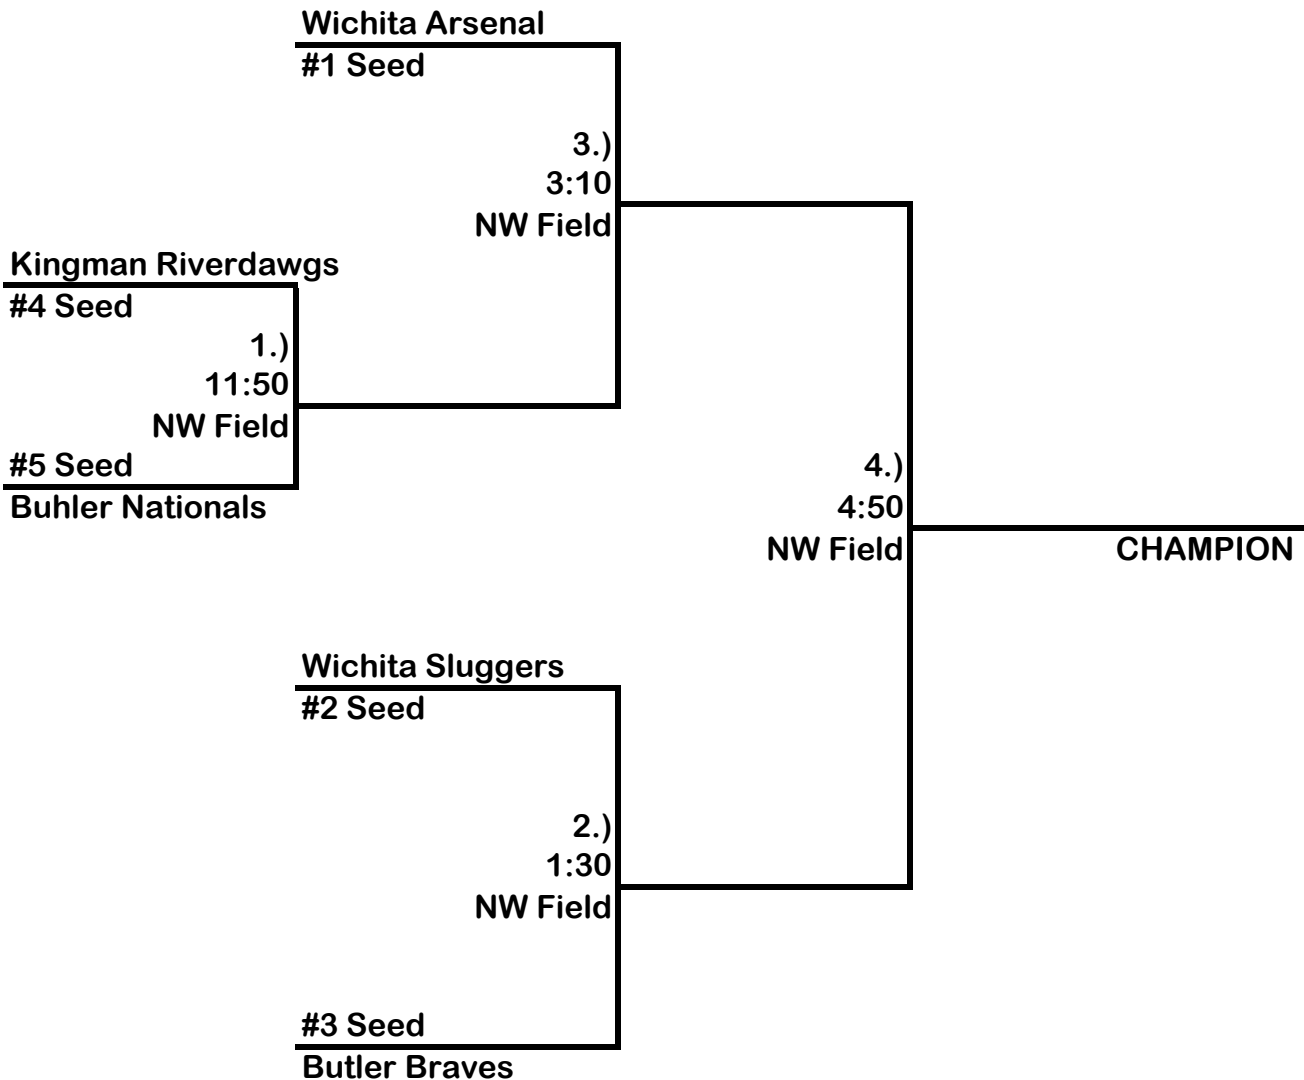 Wichita Arsenal
#1 Seed
3.)
3:10
NW Field
Kingman Riverdawgs
#4 Seed
1.)
11:50
NW Field
#5 Seed
Buhler Nationals
4.)
4:50
NW Field
CHAMPION
Wichita Sluggers
#2 Seed
2.)
1:30
NW Field
#3 Seed
Butler Braves